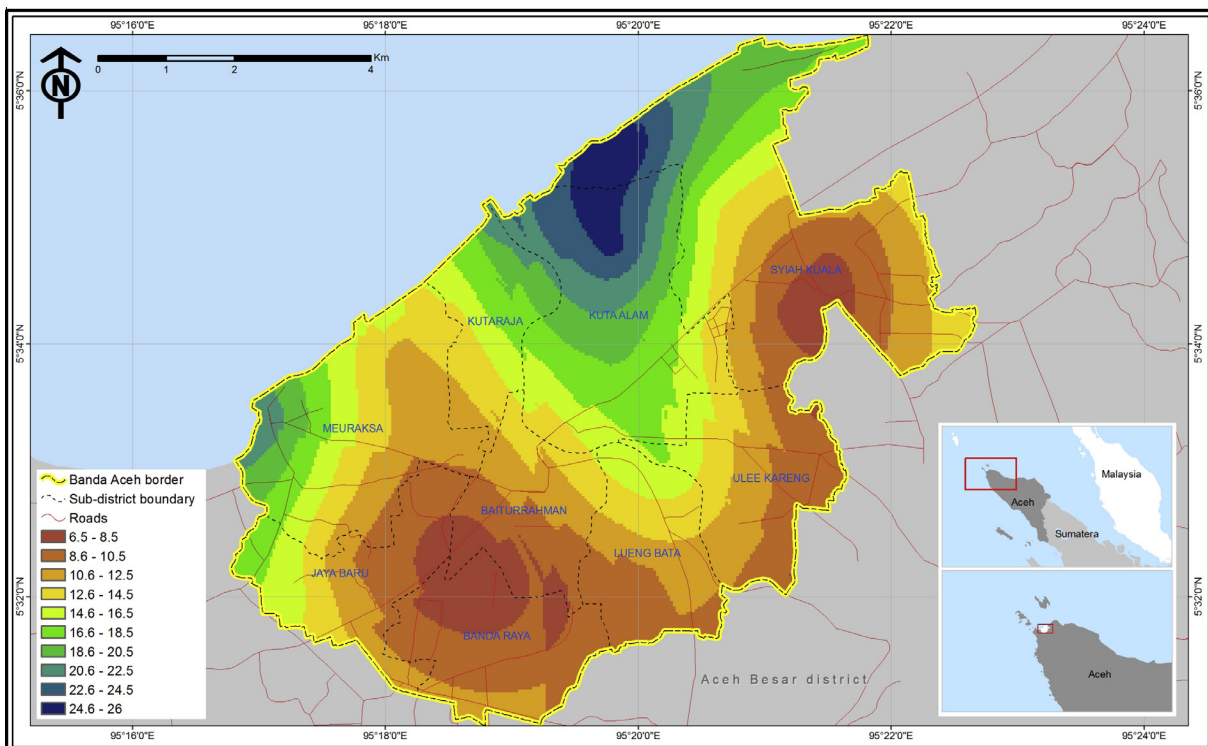 95°16'0"E
95°18'0"E
95°20'0"E
95°22'0"E
95°24'0"E
N
Km
0
1
2
4
5°36'0"N
5°36'0"N
SYIAH KUALA
KUTARAJA
KUTA ALAM
5°34'0"N
5°34'0"N
MEURAKSA
ULEE KARENG
BAITURRAHMAN
LUENG BATA
JAYA BARU
BANDA RAYA
5°32'0"N
5°32'0"N
Aceh Besar district
Banda Aceh border
Sub-district boundary
Roads
6.5 - 8.5
8.6 - 10.5
10.6 - 12.5
12.6 - 14.5
14.6 - 16.5
16.6 - 18.5
18.6 - 20.5
20.6 - 22.5
22.6 - 24.5
24.6 - 26
Malaysia
Aceh
Sumatera
Aceh
95°16'0"E
95°18'0"E
95°20'0"E
95°22'0"E
95°24'0"E